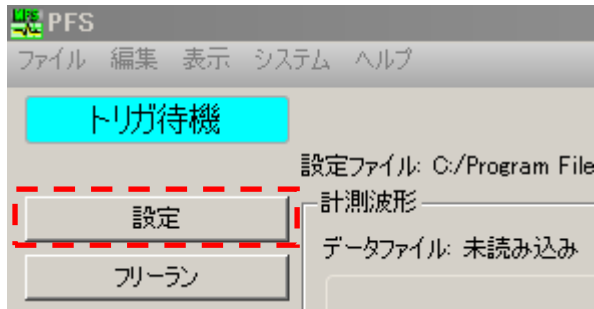 PFS
ファイル 編集 表示 システム ヘルプ
トリガ待機
設定ファイル: C:/Program File
設定
計測波形
データファイル: 未読み込み
フリーラン